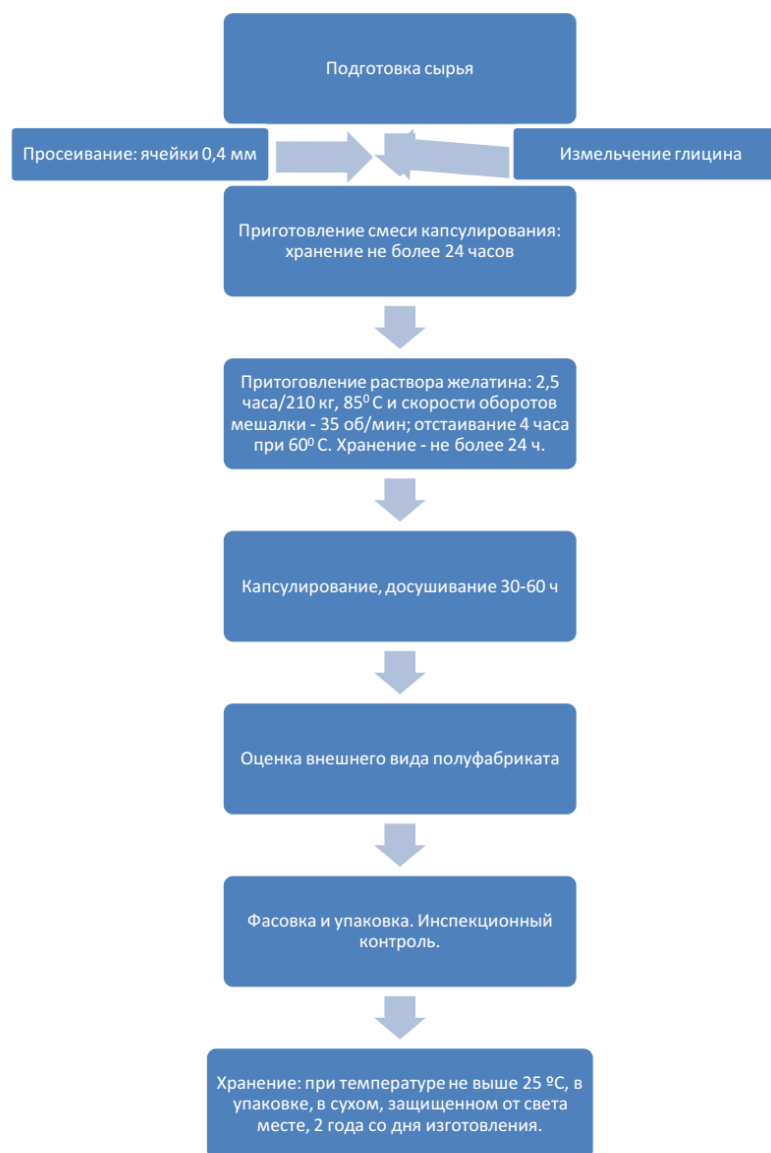 Подготовка сырья
Просеивание: ячейки 0,4 мм
Измельчение глицина
Приготовление смеси капсулирования:
хранение не более 24 часов
Притоговление раствора желатина: 2,5
часа/210 кг, 85⁰ С и скорости оборотов
мешалки - 35 об/мин; отстаивание 4 часа
при 60⁰ С. Хранение - не более 24 ч.
Капсулирование, досушивание 30-60 ч
Оценка внешнего вида полуфабриката
Фасовка и упаковка. Инспекционный
контроль.
Хранение: при температуре не выше 25 ºС, в
упаковке, в сухом, защищенном от света
месте, 2 года со дня изготовления.